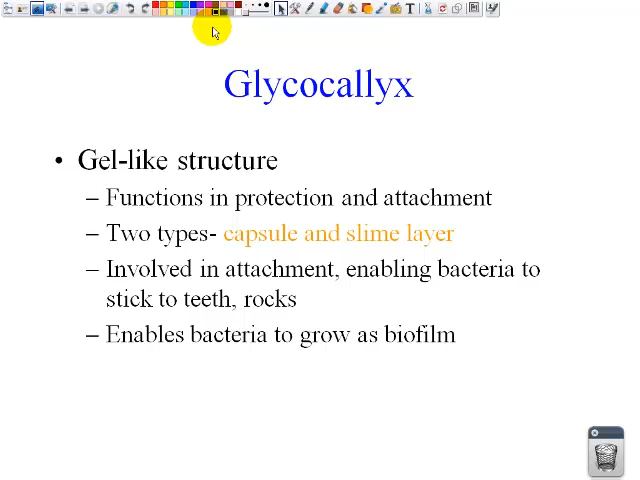 Glycocallyx
• Gel-like structure
– Functions in protection and attachment
– Two types- capsule and slime layer
– Involved in attachment, enabling bacteria to
stick to teeth, rocks
– Enables bacteria to grow as biofilm